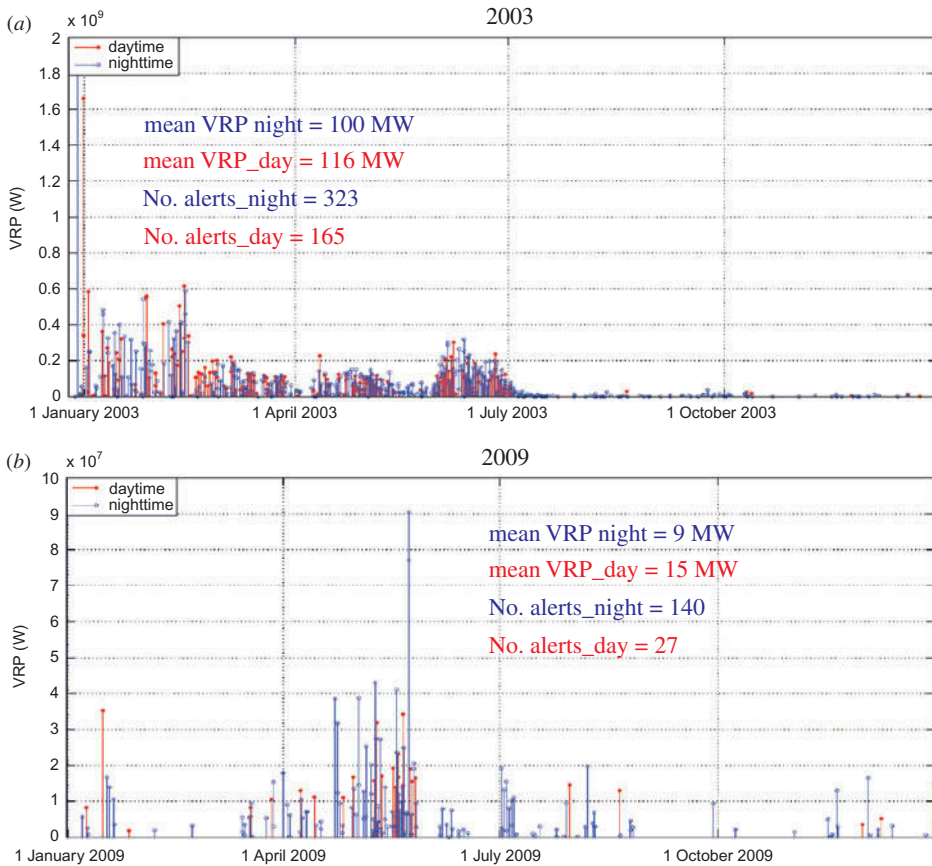 (a)
x 10⁹
2003
2
1.8
1.6
1.4
1.2
1
0.8
0.6
0.4
0.2
0
VRP (W)
daytime
nighttime
mean VRP night = 100 MW
mean VRP_day = 116 MW
No. alerts_night = 323
No. alerts_day = 165
1 January 2003
1 April 2003
1 July 2003
1 October 2003
(b)
x 10⁷
2009
10
9
8
7
6
5
4
3
2
1
0
VRP (W)
daytime
nighttime
mean VRP night = 9 MW
mean VRP_day = 15 MW
No. alerts_night = 140
No. alerts_day = 27
1 January 2009
1 April 2009
1 July 2009
1 October 2009